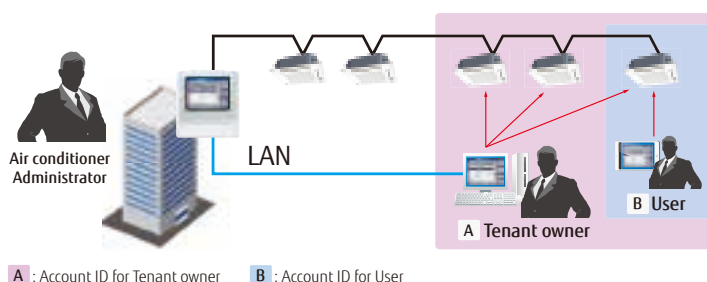 Air conditioner
Administrator
LAN
A Tenant owner
B User
A : Account ID for Tenant owner
B : Account ID for User